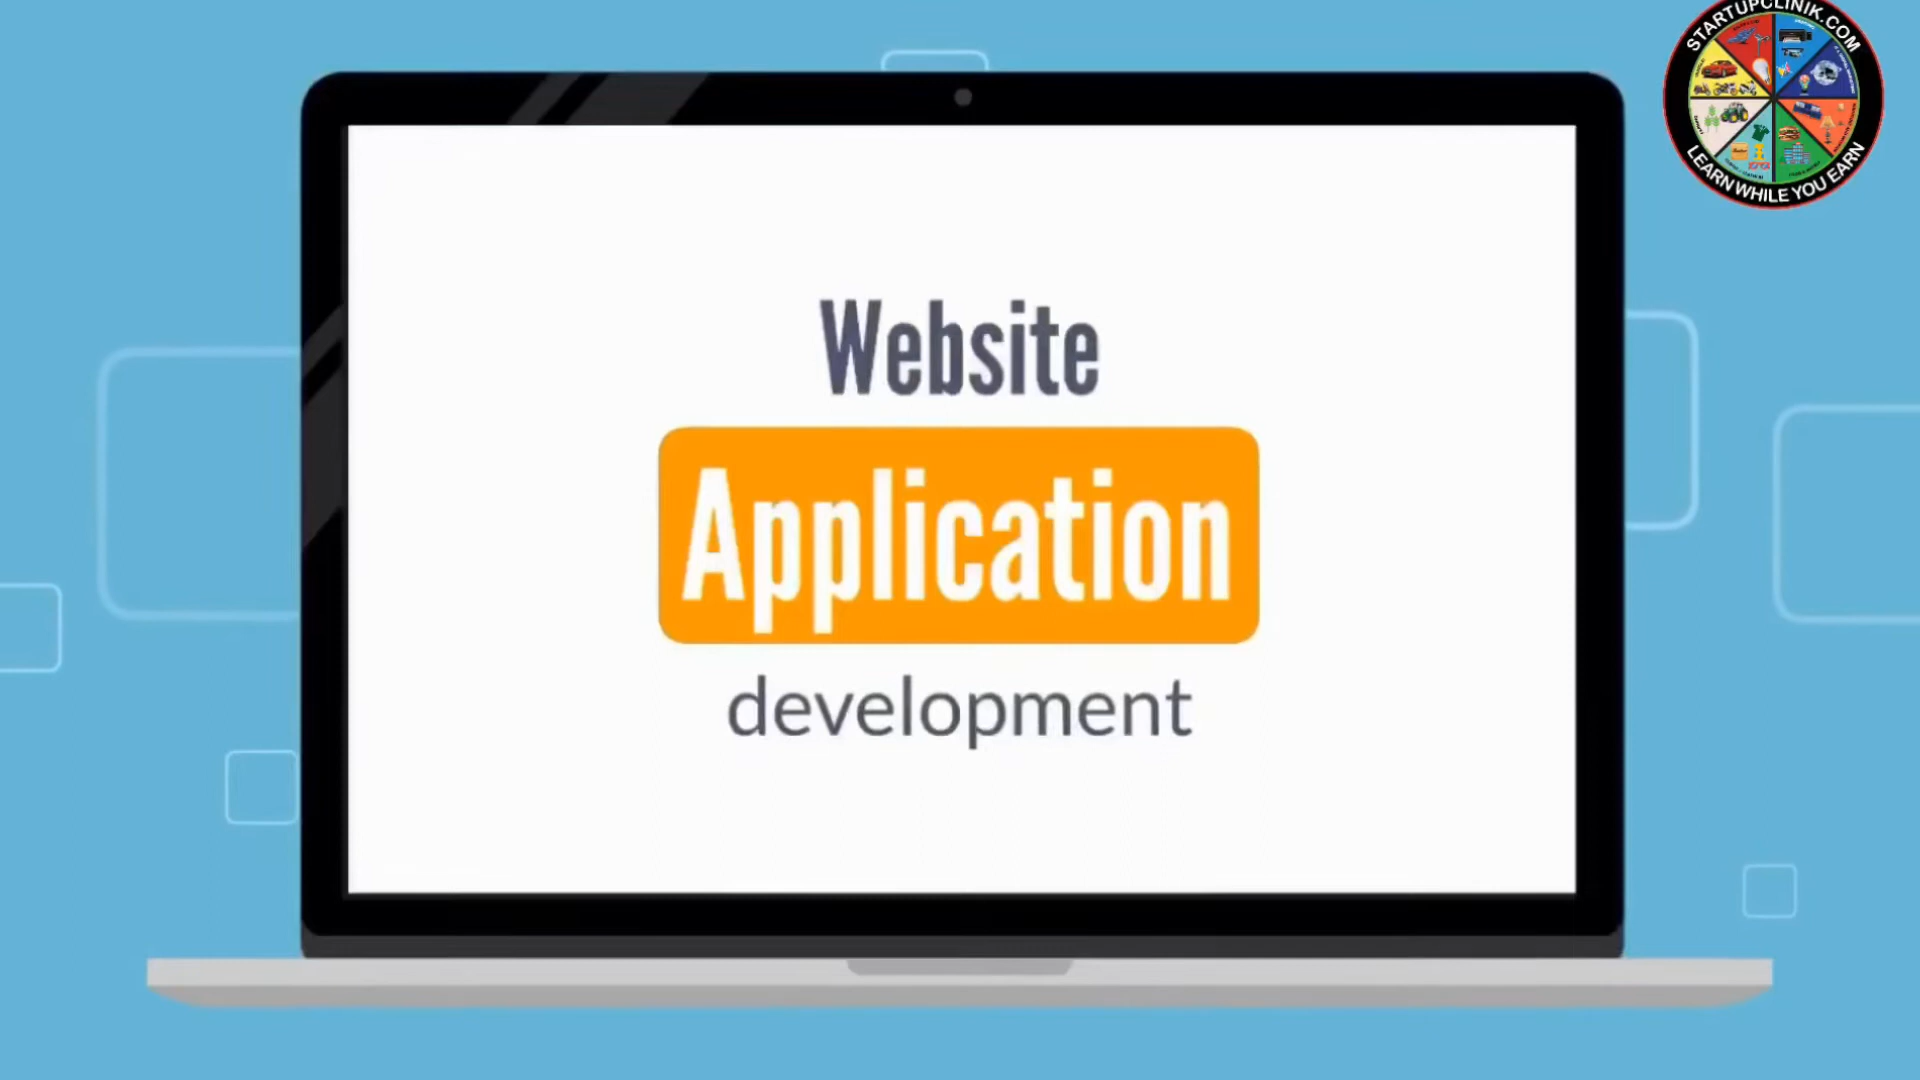 STARTUPCLINIK.COM
LEARN WHILE YOU EARN
Website
Application
development